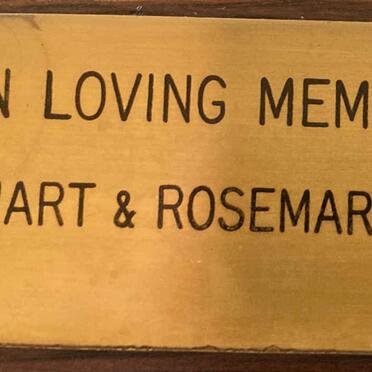 N LOVING MEM
ART & ROSEMAR